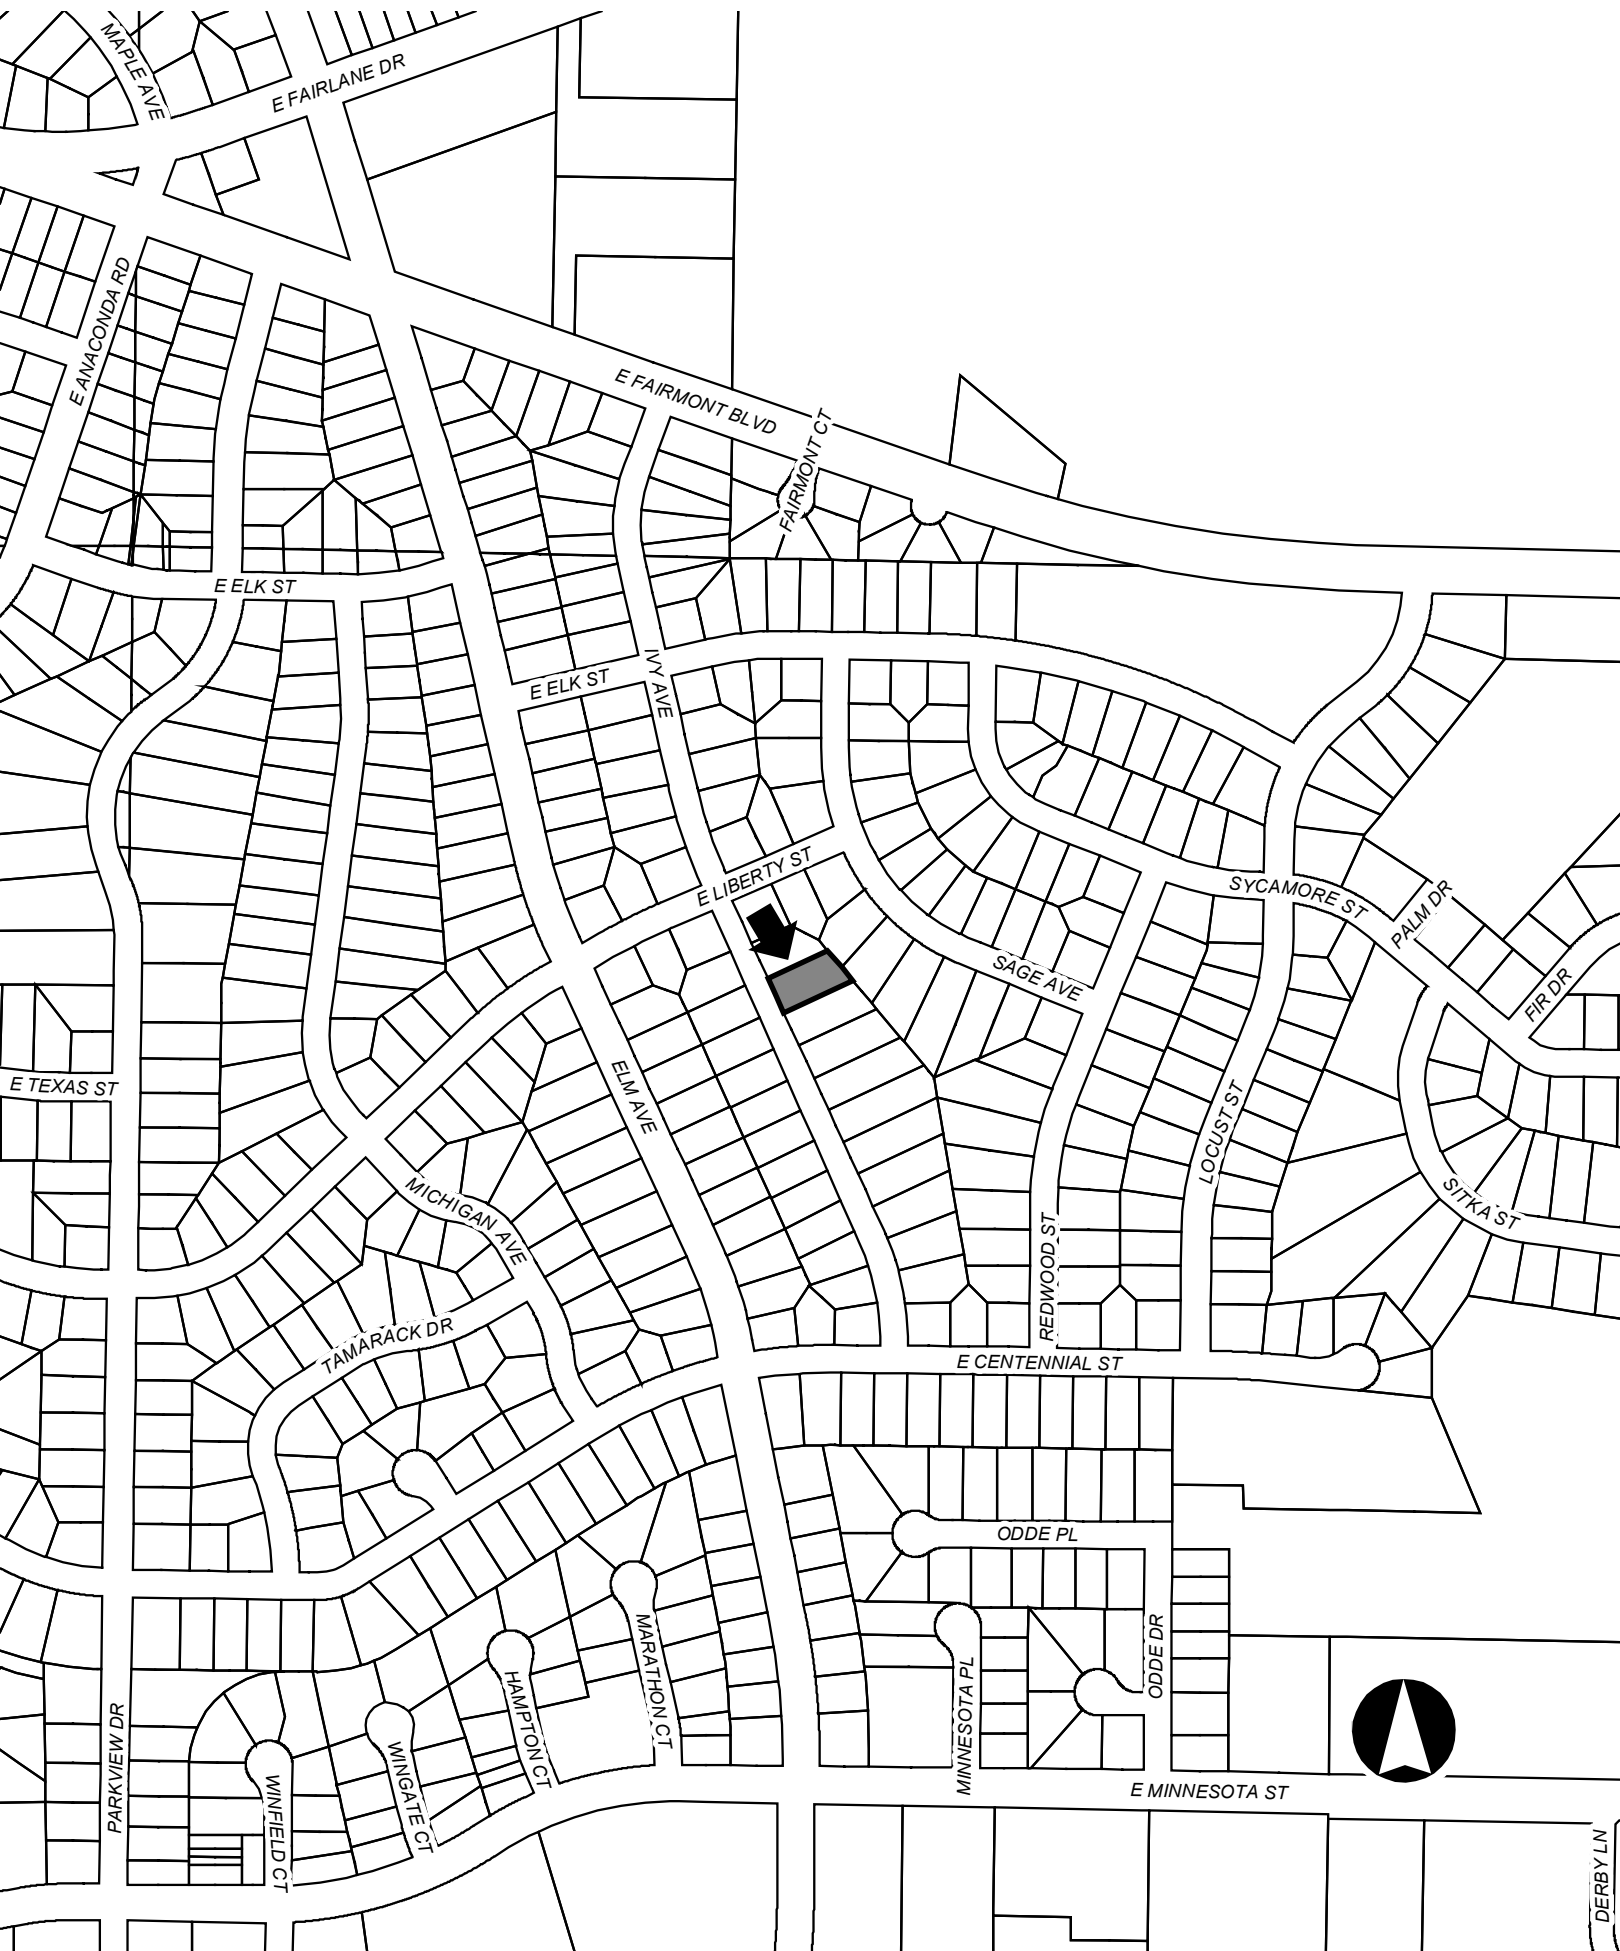 MAPLE AVE
E FAIRLANE DR
E ANACONDA RD
E FAIRMONT BLVD
FAIRMONT CT
E ELK ST
E ELK ST
IVY AVE
E LIBERTY ST
SYCAMORE ST
PALM DR
SAGE AVE
FIR DR
E TEXAS ST
ELM AVE
LOCUST ST
MICHIGAN AVE
SITKA ST
REDWOOD ST
TAMARACK DR
E CENTENNIAL ST
ODDE PL
MARATHON CT
ODDE DR
MINNESOTA PL
HAMPTON CT
PARKVIEW DR
WINGATE CT
WINFIELD CT
E MINNESOTA ST
DERBY LN